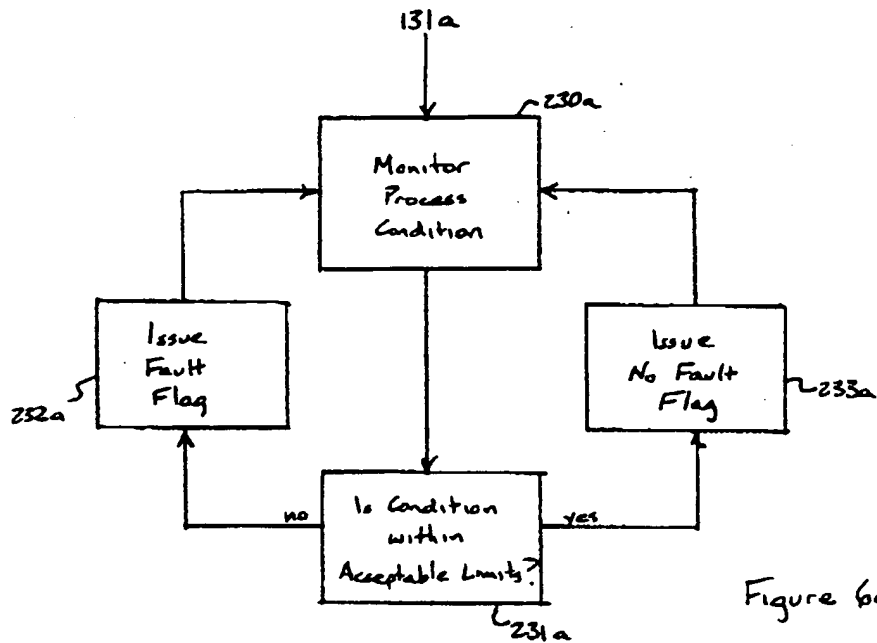 131a
230a
Monitor
Process
Condition
Issue
Fault
Flag
232a
Issue
No Fault
Flag
233a
no
Is Condition
within
Acceptable Limits?
yes
231a
Figure